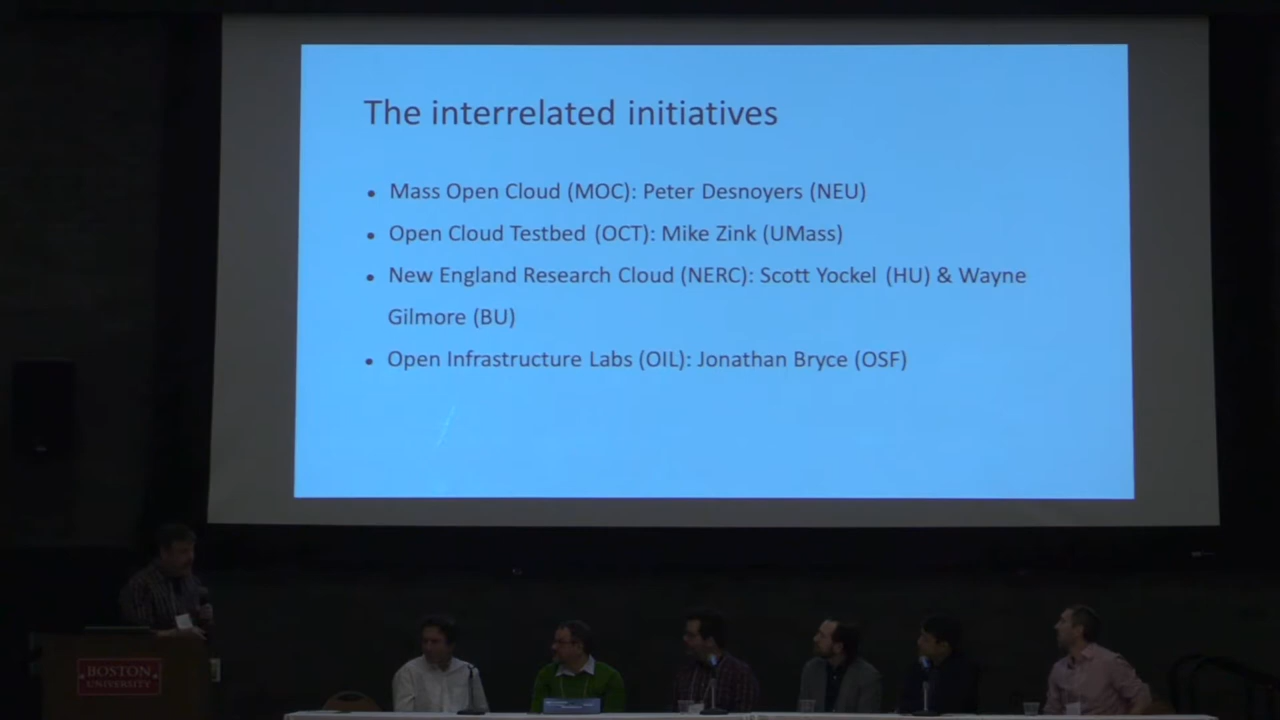 The interrelated initiatives
• Mass Open Cloud (MOC): Peter Desnoyers (NEU)
• Open Cloud Testbed (OCT): Mike Zink (UMass)
• New England Research Cloud (NERC): Scott Yockel (HU) & Wayne
Gilmore (BU)
• Open Infrastructure Labs (OIL): Jonathan Bryce (OSF)
BOSTON
UNIVERSITY